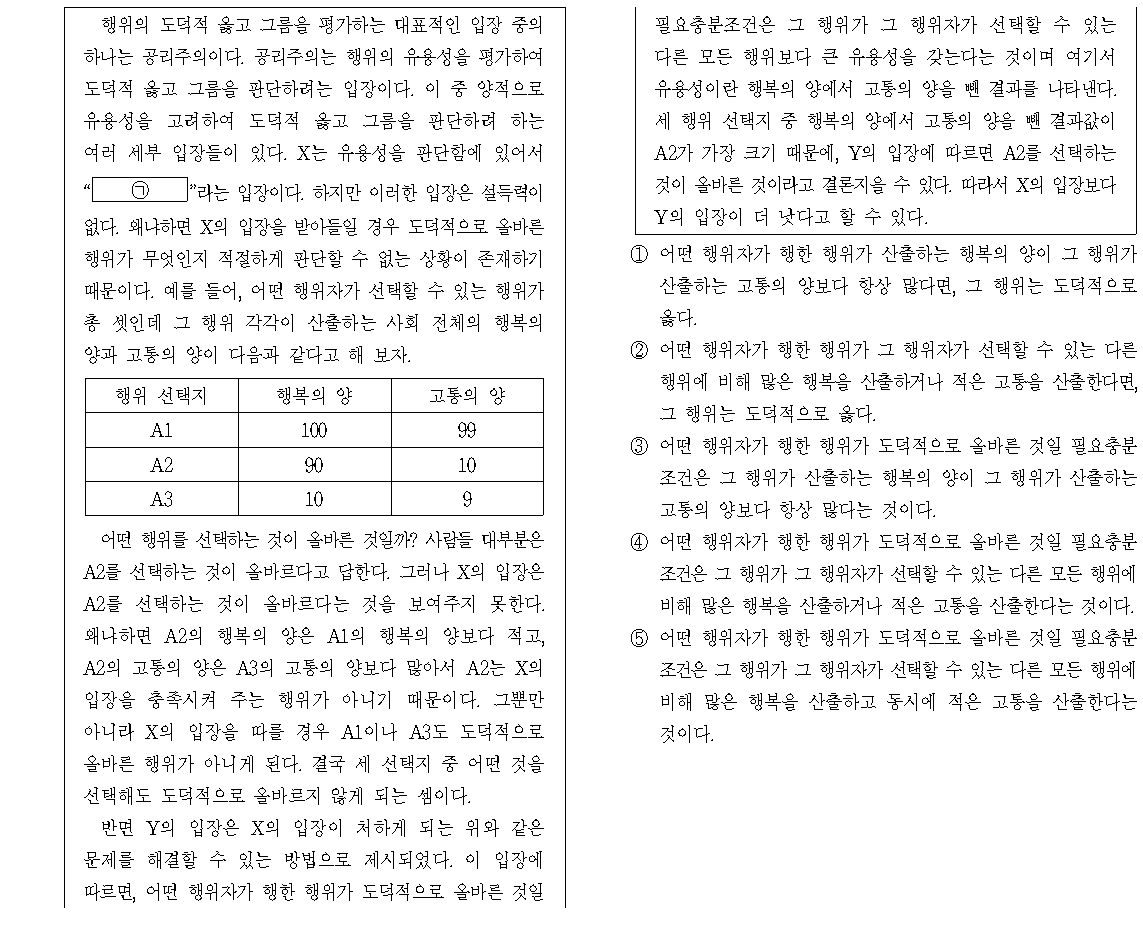 행위의 도덕적 옳고 그름을 평가하는 대표적인 입장 중의
하나는 공리주의이다. 공리주의는 행위의 유용성을 평가하여
도덕적 옳고 그름을 판단하려는 입장이다. 이 중 양적으로
유용성을 고려하여 도덕적 옳고 그름을 판단하려 하는
여러 세부 입장들이 있다. X는 유용성을 판단함에 있어서
“ ㉠ ”라는 입장이다. 하지만 이러한 입장은 설득력이
없다. 왜냐하면 X의 입장을 받아들일 경우 도덕적으로 올바른
행위가 무엇인지 적절하게 판단할 수 없는 상황이 존재하기
때문이다. 예를 들어, 어떤 행위자가 선택할 수 있는 행위가
총 셋인데 그 행위 각각이 산출하는 사회 전체의 행복의
양과 고통의 양이 다음과 같다고 해 보자.
행위 선택지 행복의 양 고통의 양
A1 100 99
A2 90 10
A3 10 9
어떤 행위를 선택하는 것이 올바른 것일까? 사람들 대부분은
A2를 선택하는 것이 올바르다고 답한다. 그러나 X의 입장은
A2를 선택하는 것이 올바르다는 것을 보여주지 못한다.
왜냐하면 A2의 행복의 양은 A1의 행복의 양보다 적고,
A2의 고통의 양은 A3의 고통의 양보다 많아서 A2는 X의
입장을 충족시켜 주는 행위가 아니기 때문이다. 그뿐만
아니라 X의 입장을 따를 경우 A1이나 A3도 도덕적으로
올바른 행위가 아니게 된다. 결국 세 선택지 중 어떤 것을
선택해도 도덕적으로 올바르지 않게 되는 셈이다.
반면 Y의 입장은 X의 입장이 처하게 되는 위와 같은
문제를 해결할 수 있는 방법으로 제시되었다. 이 입장에
따르면, 어떤 행위자가 행한 행위가 도덕적으로 올바른 것일
필요충분조건은 그 행위가 그 행위자가 선택할 수 있는
다른 모든 행위보다 큰 유용성을 갖는다는 것이며 여기서
유용성이란 행복의 양에서 고통의 양을 뺀 결과를 나타낸다.
세 행위 선택지 중 행복의 양에서 고통의 양을 뺀 결과값이
A2가 가장 크기 때문에, Y의 입장에 따르면 A2를 선택하는
것이 올바른 것이라고 결론지을 수 있다. 따라서 X의 입장보다
Y의 입장이 더 낫다고 할 수 있다.
① 어떤 행위자가 행한 행위가 산출하는 행복의 양이 그 행위가
산출하는 고통의 양보다 항상 많다면, 그 행위는 도덕적으로
옳다.
② 어떤 행위자가 행한 행위가 그 행위자가 선택할 수 있는 다른
행위에 비해 많은 행복을 산출하거나 적은 고통을 산출한다면,
그 행위는 도덕적으로 옳다.
③ 어떤 행위자가 행한 행위가 도덕적으로 올바른 것일 필요충분
조건은 그 행위가 산출하는 행복의 양이 그 행위가 산출하는
고통의 양보다 항상 많다는 것이다.
④ 어떤 행위자가 행한 행위가 도덕적으로 올바른 것일 필요충분
조건은 그 행위가 그 행위자가 선택할 수 있는 다른 모든 행위에
비해 많은 행복을 산출하거나 적은 고통을 산출한다는 것이다.
⑤ 어떤 행위자가 행한 행위가 도덕적으로 올바른 것일 필요충분
조건은 그 행위가 그 행위자가 선택할 수 있는 다른 모든 행위에
비해 많은 행복을 산출하고 동시에 적은 고통을 산출한다는
것이다.